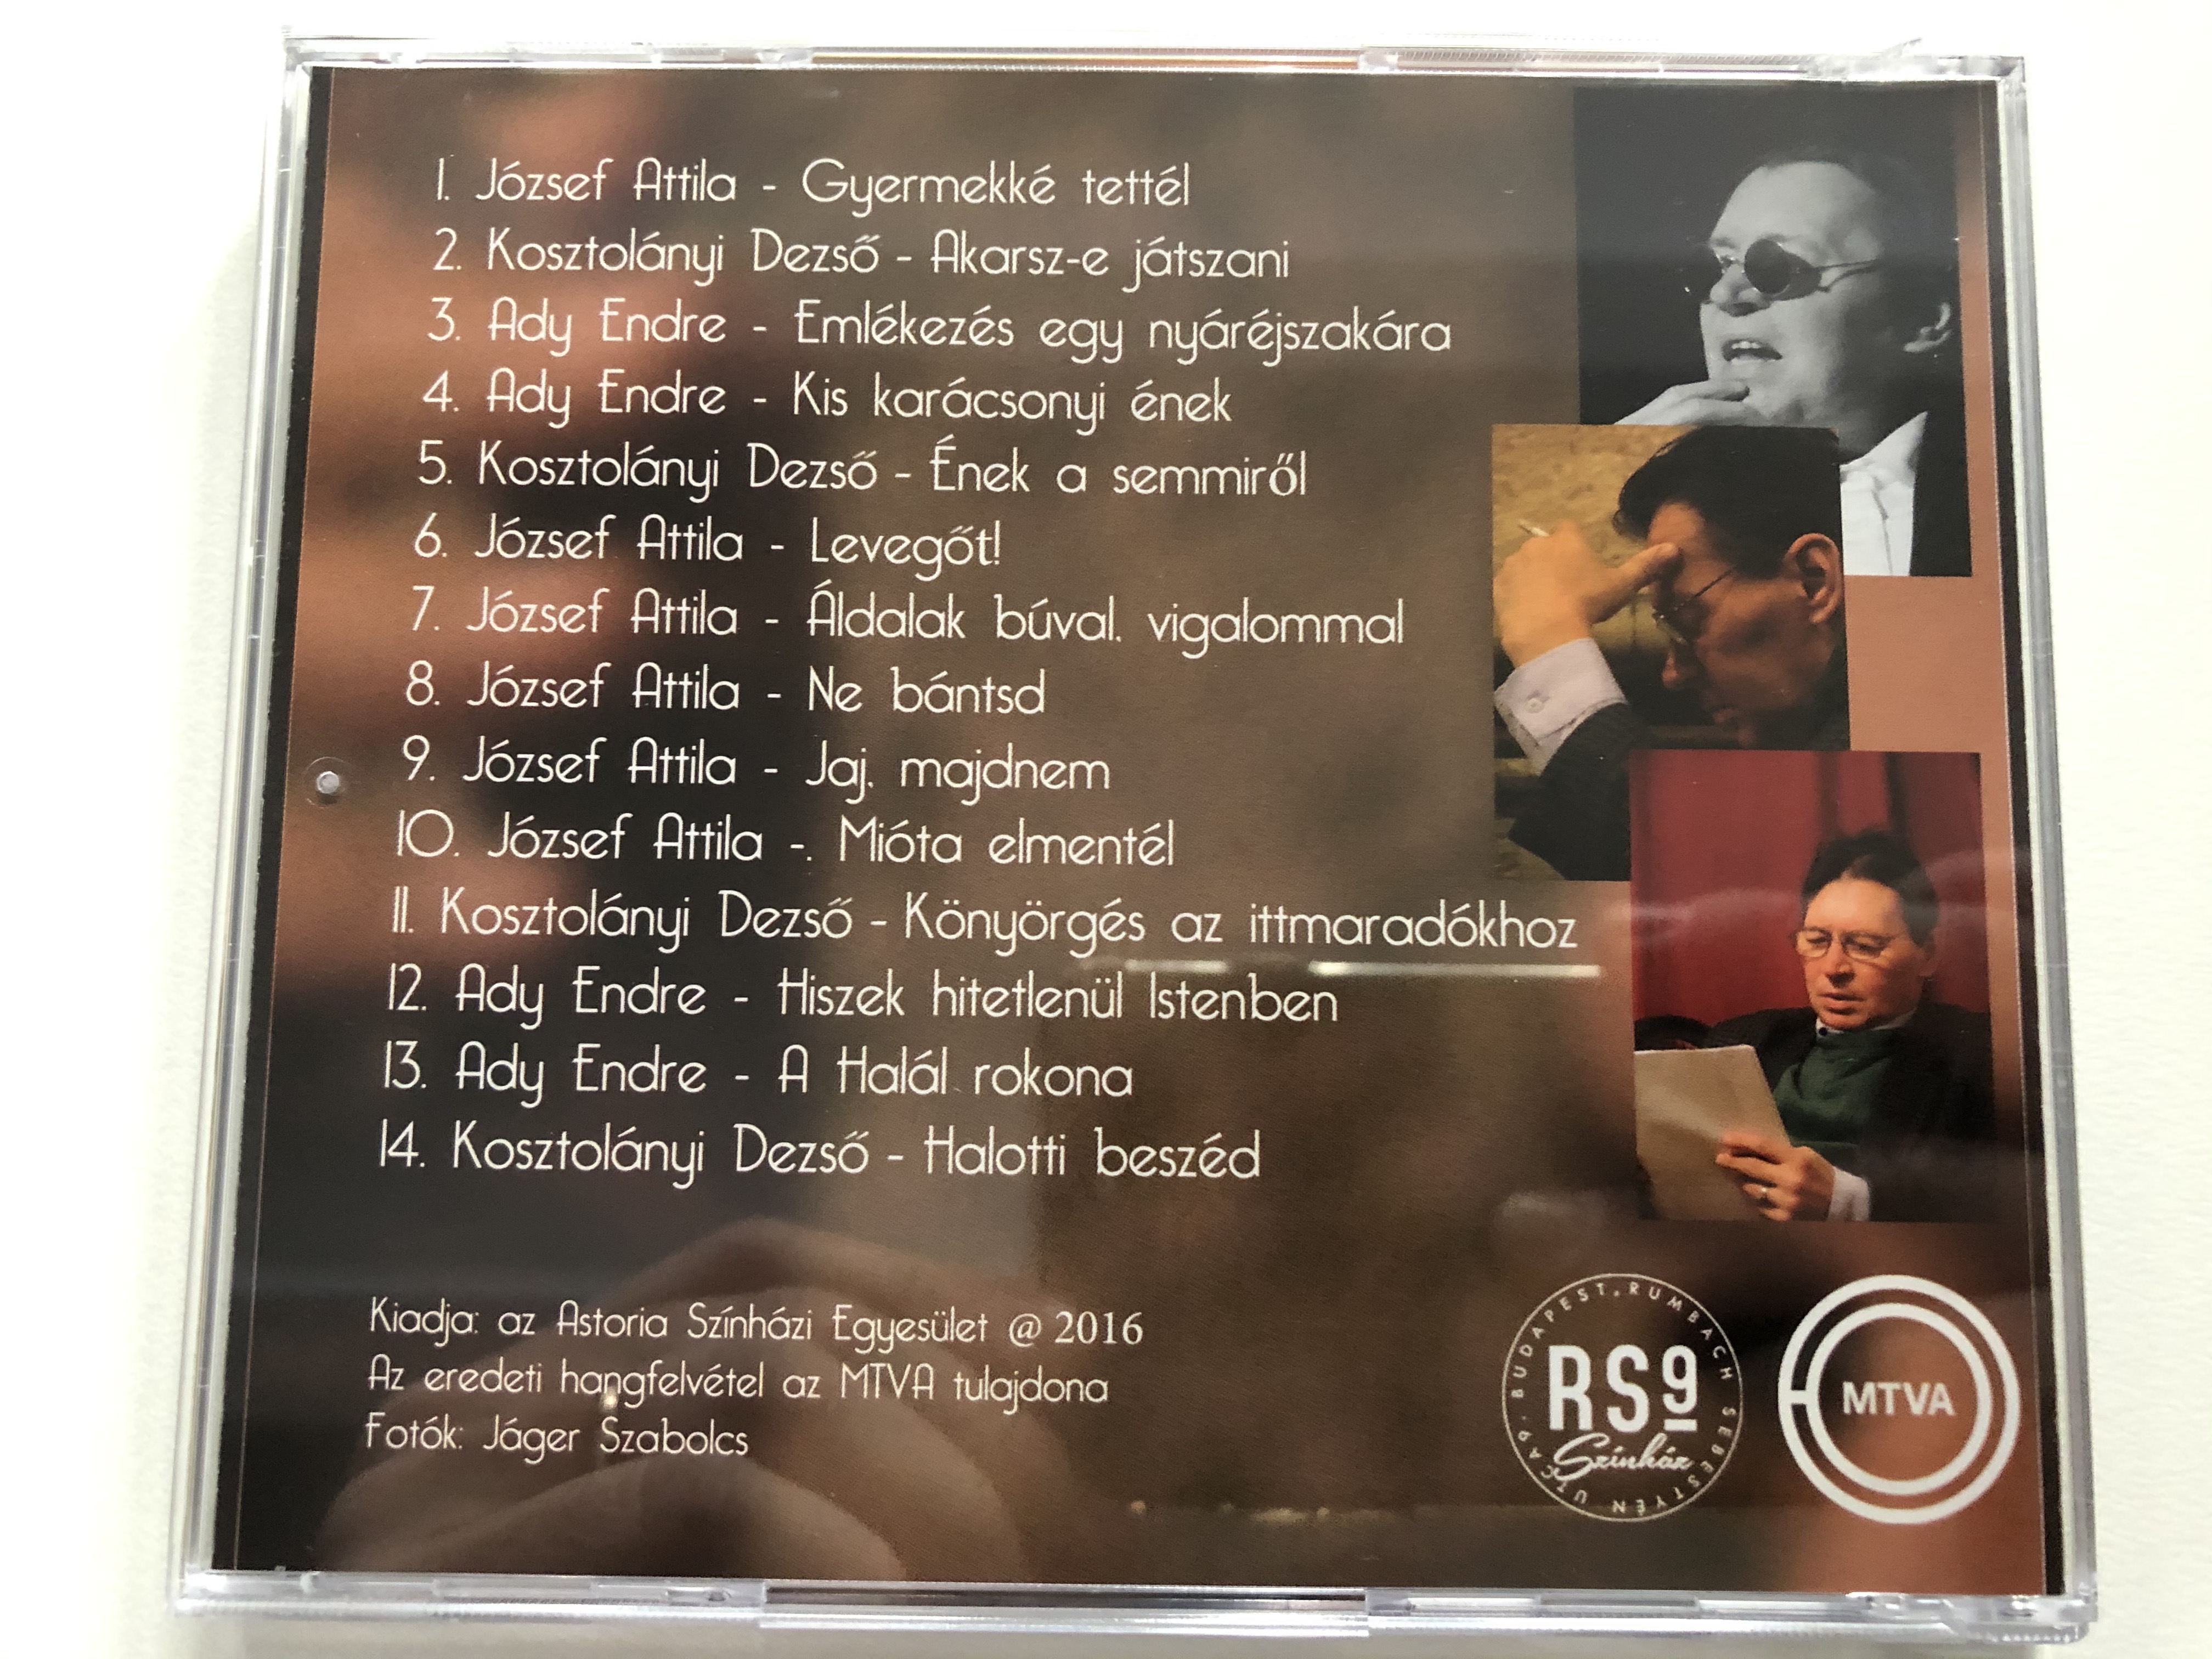 1. József Attila - Gyermekké tettél
2. Kosztolányi Dezső - Akarsz-e játszani
3. Ady Endre - Emlékezés egy nyáréjszakára
4. Ady Endre - Kis karácsonyi ének
5. Kosztolányi Dezső - Ének a semmiről
6. József Attila - Levegőt!
7. József Attila - Áldalak búval. vigalommal
8. József Attila - Ne bántsd
9. József Attila - Jaj. majdnem
10. József Attila -. Mióta elmentél
11. Kosztolányi Dezső - Könyörgés az ittmaradókhoz
12. Ady Endre - Hiszek hitetlenül Istenben
13. Ady Endre - A Halál rokona
14. Kosztolányi Dezső - Halotti beszéd
Kiadja: az Astoria Színházi Egyesület @ 2016
Az eredeti hangfelvétel az MTVA tulajdona
Fotók: Jáger Szabolcs
BUDAPEST, RUMBACH SEBESTYÉN UTCA 9.
RS9
Színház
MTVA